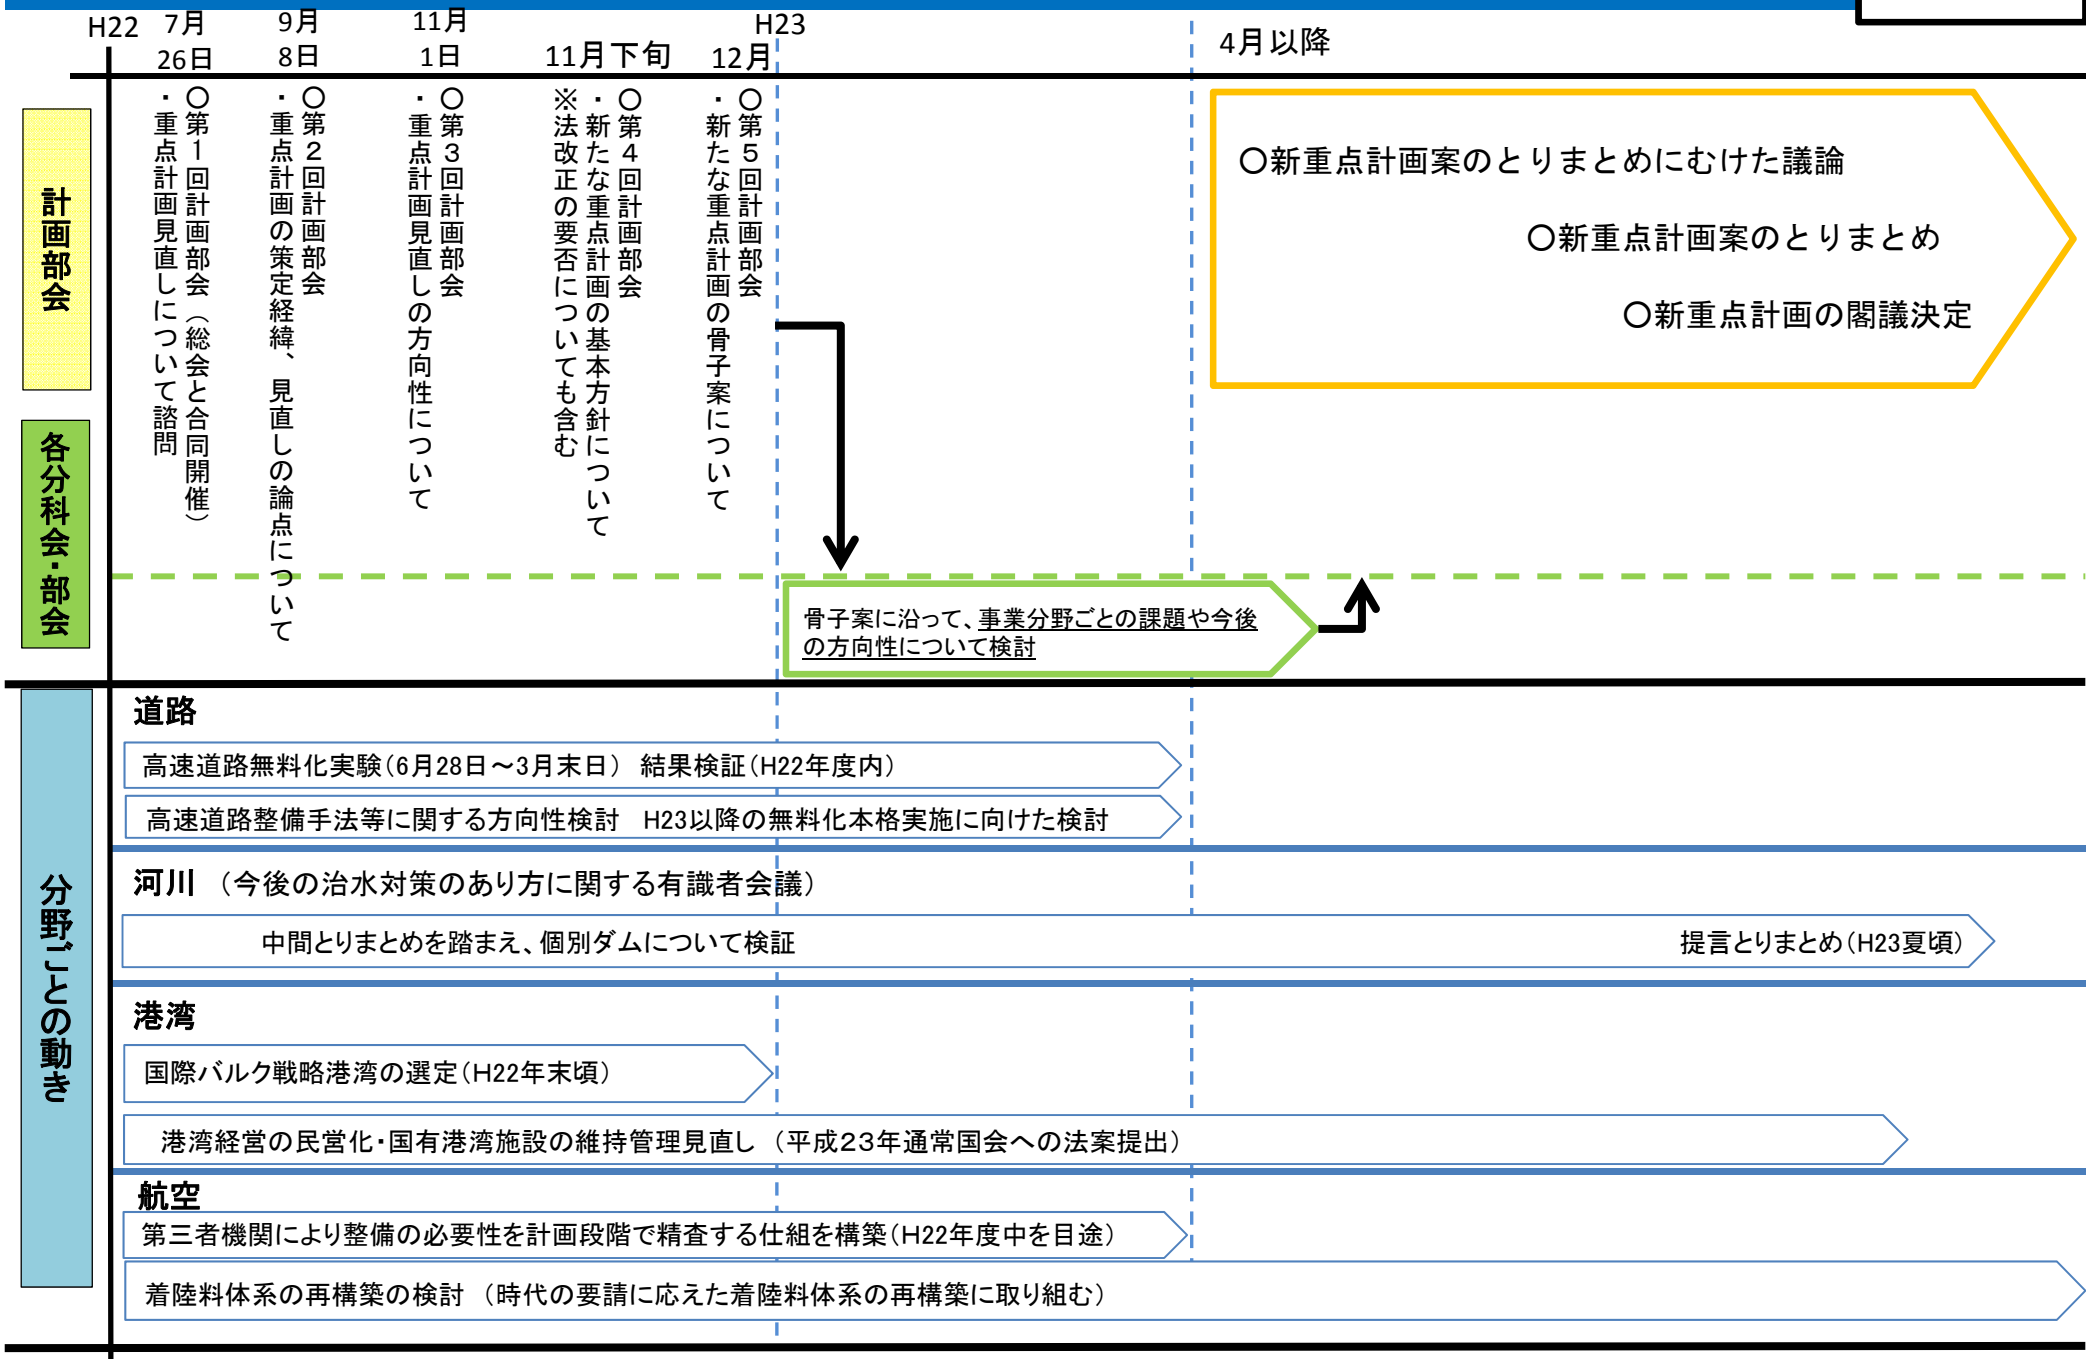 H22
7月
26日
9月
8日
11月
1日
11月下旬
12月
H23
4月以降
計画部会
〇第1回計画部会（総会と合同開催）
・重点計画見直しについて諮問
〇第２回計画部会
・重点計画の策定経緯、見直しの論点について
〇第３回計画部会
・重点計画見直しの方向性について
〇第４回計画部会
・新たな重点計画の基本方針について
※法改正の要否についても含む
〇第５回計画部会
・新たな重点計画の骨子案について
〇新重点計画案のとりまとめにむけた議論
〇新重点計画案のとりまとめ
〇新重点計画の閣議決定
各分科会・部会
骨子案に沿って、事業分野ごとの課題や今後
の方向性について検討
分野ごとの動き
道路
高速道路無料化実験（6月28日～3月末日） 結果検証（H22年度内）
高速道路整備手法等に関する方向性検討　H23以降の無料化本格実施に向けた検討
河川 （今後の治水対策のあり方に関する有識者会議）
中間とりまとめを踏まえ、個別ダムについて検証　提言とりまとめ（H23夏頃）
港湾
国際バルク戦略港湾の選定（H22年末頃）
港湾経営の民営化・国有港湾施設の維持管理見直し （平成２３年通常国会への法案提出）
航空
第三者機関により整備の必要性を計画段階で精査する仕組を構築（H22年度中を目途）
着陸料体系の再構築の検討 （時代の要請に応えた着陸料体系の再構築に取り組む）